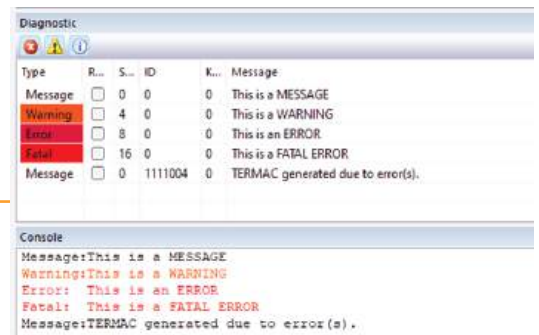 Diagnostic
Type R... S... ID K... Message
Message 0 0 0 This is a MESSAGE
Warning 4 0 0 This is a WARNING
Error 8 0 0 This is an ERROR
Fatal 16 0 0 This is a FATAL ERROR
Message 0 1111004 0 TERMAC generated due to error(s).
Console
Message:This is a MESSAGE
Warning:This is a WARNING
Error: This is an ERROR
Fatal: This is a FATAL ERROR
Message:TERMAC generated due to error(s).